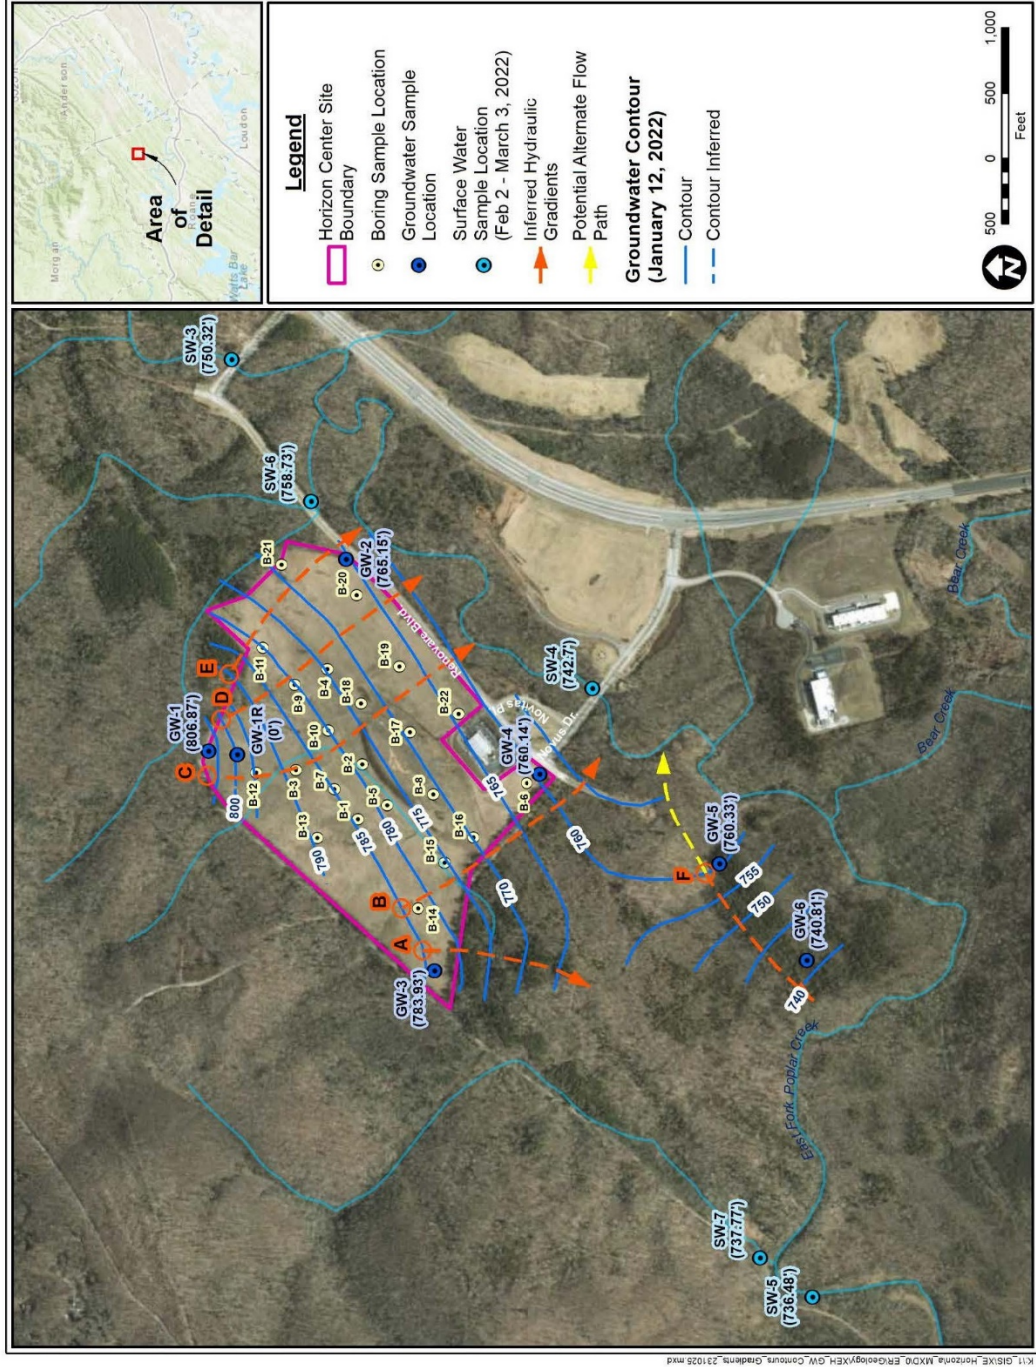 Morgan
Anderson
Roane
Loudon
Watts Bar
Lake
Area
of
Detail
Legend
Horizon Center Site
Boundary
Boring Sample Location
Groundwater Sample
Location
Surface Water
Sample Location
(Feb 2 - March 3, 2022)
Inferred Hydraulic
Gradients
Potential Alternate Flow
Path
Groundwater Contour
(January 12, 2022)
Contour
Contour Inferred
N
500
0
500
1,000
Feet
SW-3
(750.32')
SW-6
(758.73')
B-21
GW-2
(765.15')
B-20
E
D
GW-1
(806.87')
C
GW-1R
(0')
B-11
B-9
B-4
B-18
B-19
B-22
B-10
B-17
B-2
B-12
B-3
B-7
B-1
B-5
B-8
B-13
B-16
B-15
B-14
B-6
800
790
785
780
775
770
765
760
755
750
740
Renovare Blvd
Novitas Pl
Novus Dr.
SW-4
(742.7')
GW-4
(760.14')
B
A
GW-3
(783.93')
F
GW-5
(760.33')
GW-6
(740.81')
Bear Creek
Bear Creek
East Fork Poplar Creek
SW-7
(737.77')
SW-5
(736.48')